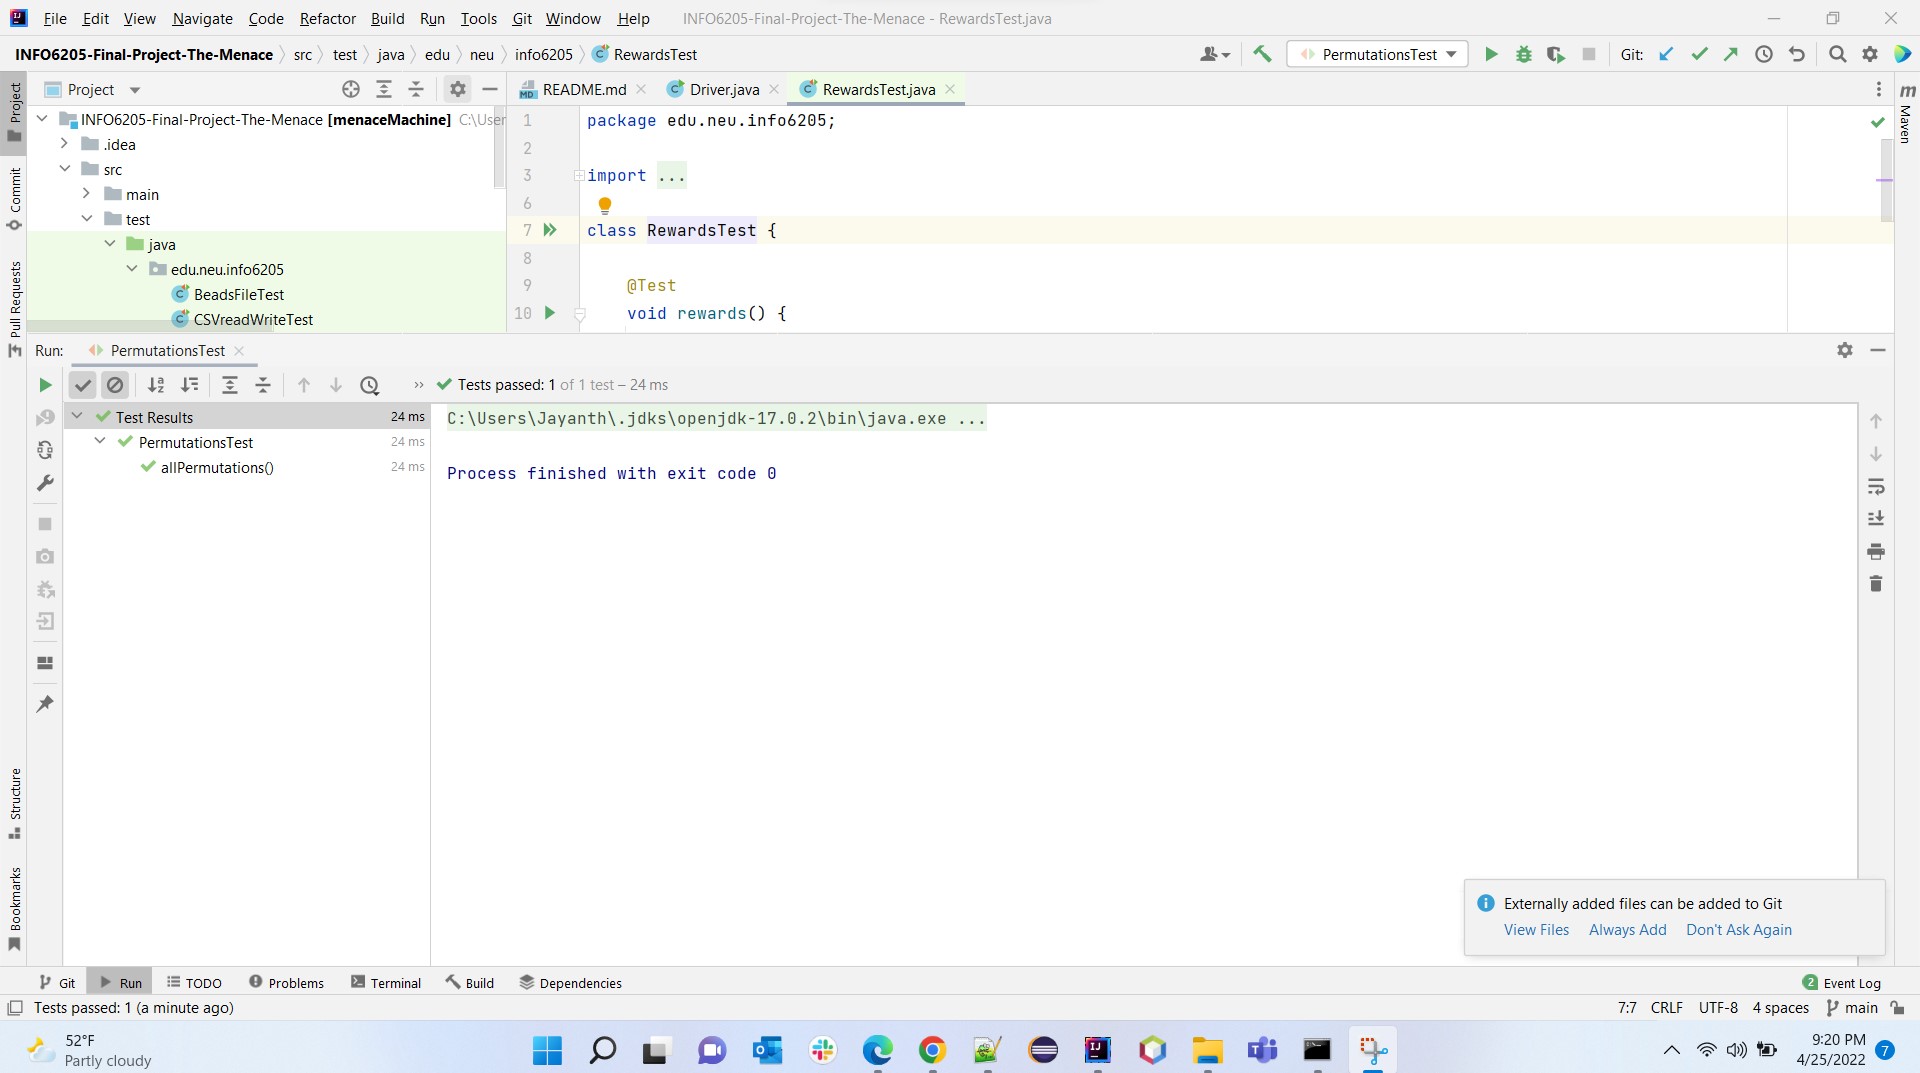 File Edit View Navigate Code Refactor Build Run Tools Git Window Help INFO6205-Final-Project-The-Menace - RewardsTest.java
INFO6205-Final-Project-The-Menace src test java edu neu info6205 RewardsTest PermutationsTest Git:
Project README.md Driver.java RewardsTest.java
INFO6205-Final-Project-The-Menace [menaceMachine] C:\User
.idea
src
main
test
java
edu.neu.info6205
BeadsFileTest
CSVreadWriteTest
1 package edu.neu.info6205;
2
3 import ...
6
7 class RewardsTest {
8
9 @Test
10 void rewards() {
Project
Commit
Pull Requests
Structure
Bookmarks
Maven
Run: PermutationsTest
Tests passed: 1 of 1 test – 24 ms
Test Results 24 ms
PermutationsTest 24 ms
allPermutations() 24 ms
C:\Users\Jayanth\.jdks\openjdk-17.0.2\bin\java.exe ...
Process finished with exit code 0
Externally added files can be added to Git
View Files Always Add Don't Ask Again
Git Run TODO Problems Terminal Build Dependencies 2 Event Log
Tests passed: 1 (a minute ago) 7:7 CRLF UTF-8 4 spaces main
52°F
Partly cloudy
9:20 PM
4/25/2022
7